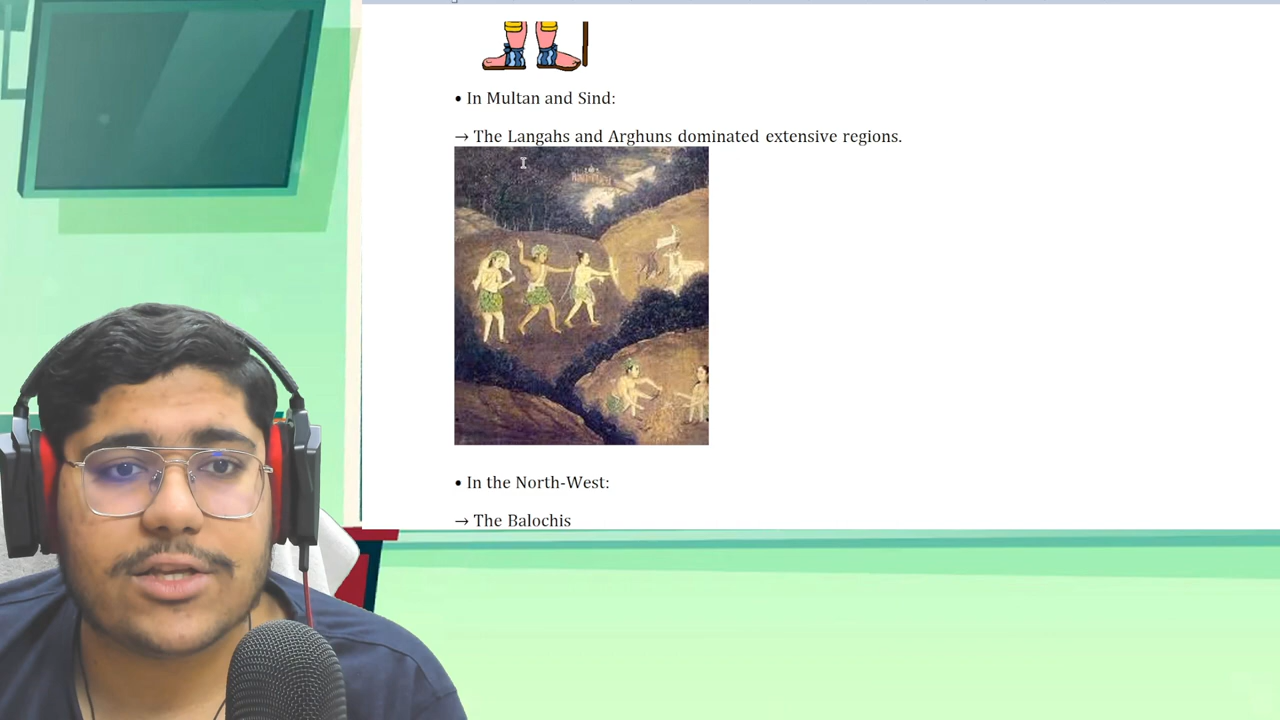 • In Multan and Sind:
→ The Langahs and Arghuns dominated extensive regions.
• In the North-West:
→ The Balochis